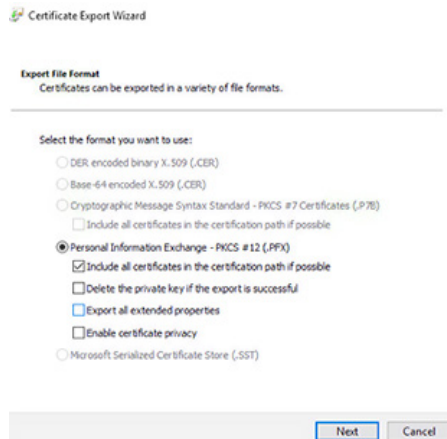 Certificate Export Wizard
Export File Format
Certificates can be exported in a variety of file formats.
Select the format you want to use:
DER encoded binary X.509 (.CER)
Base-64 encoded X.509 (.CER)
Cryptographic Message Syntax Standard - PKCS #7 Certificates (.P7B)
Include all certificates in the certification path if possible
Personal Information Exchange - PKCS #12 (.PFX)
Include all certificates in the certification path if possible
Delete the private key if the export is successful
Export all extended properties
Enable certificate privacy
Microsoft Serialized Certificate Store (.SST)
Next Cancel